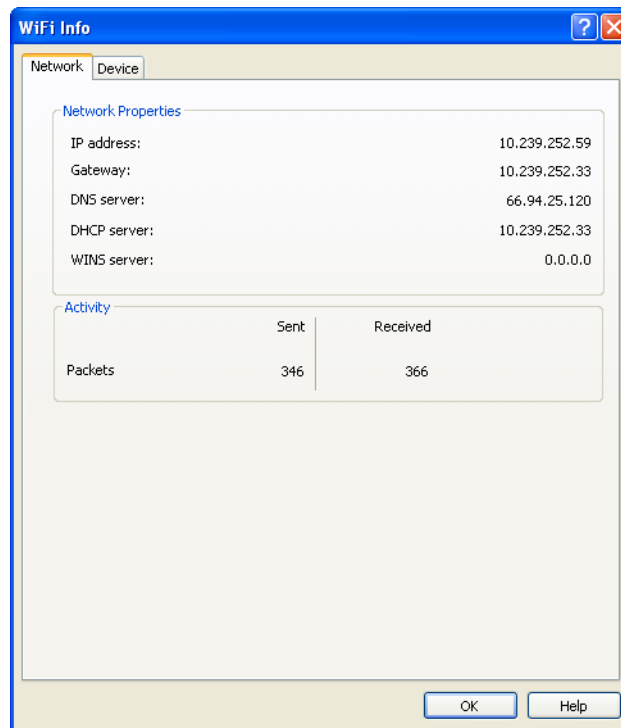 WiFi Info
Network Device
Network Properties
IP address: 10.239.252.59
Gateway: 10.239.252.33
DNS server: 66.94.25.120
DHCP server: 10.239.252.33
WINS server: 0.0.0.0
Activity
Sent Received
Packets 346 366
OK Help